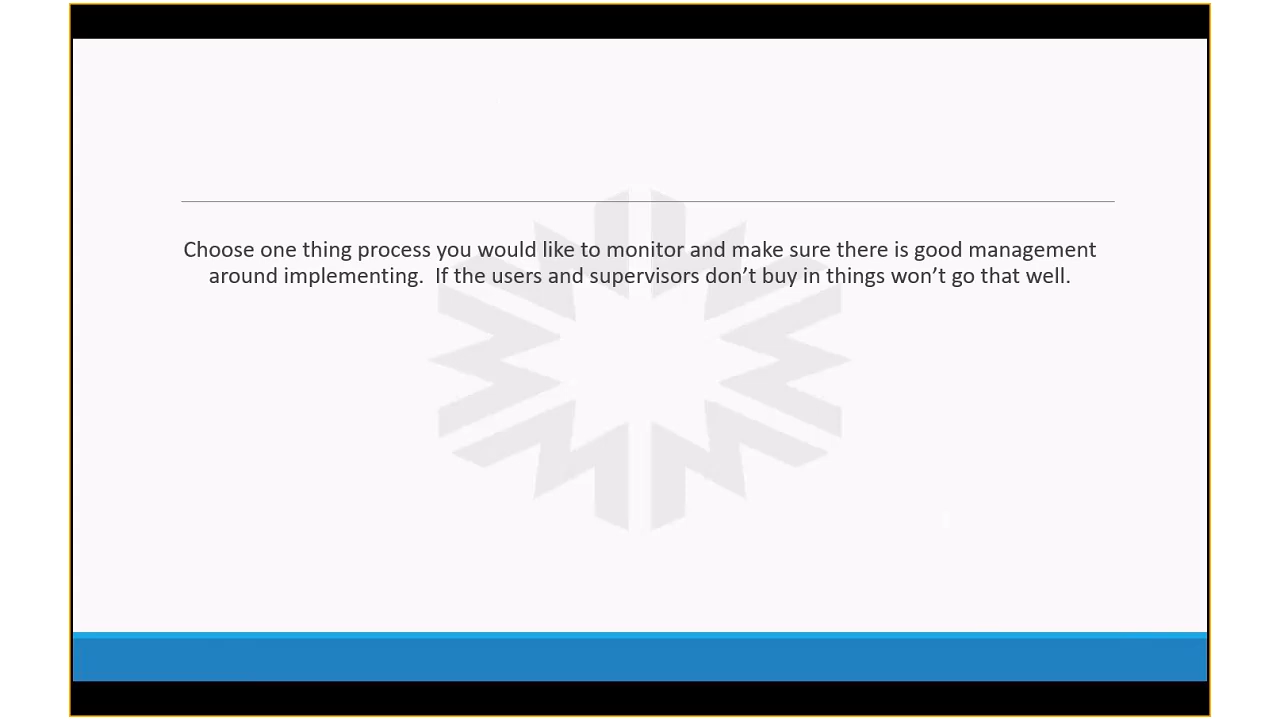 Choose one thing process you would like to monitor and make sure there is good management
around implementing.  If the users and supervisors don’t buy in things won’t go that well.